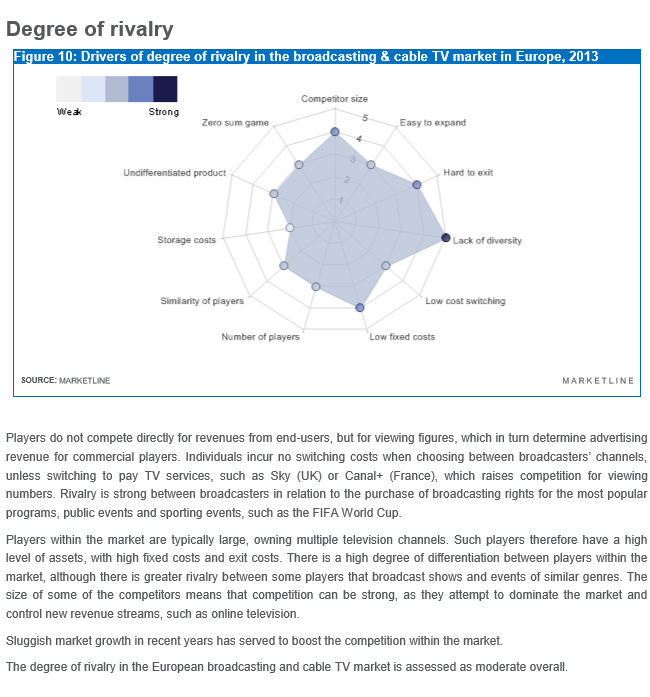 Degree of rivalry
Figure 10: Drivers of degree of rivalry in the broadcasting & cable TV market in Europe, 2013
Weak
Strong
Competitor size
Zero sum game
5
Easy to expand
4
3
Undifferentiated product
Hard to exit
2
1
Storage costs
Lack of diversity
Similarity of players
Low cost switching
Number of players
Low fixed costs
SOURCE: MARKETLINE
MARKETLINE
Players do not compete directly for revenues from end-users, but for viewing figures, which in turn determine advertising
revenue for commercial players. Individuals incur no switching costs when choosing between broadcasters' channels,
unless switching to pay TV services, such as Sky (UK) or Canal+ (France), which raises competition for viewing
numbers. Rivalry is strong between broadcasters in relation to the purchase of broadcasting rights for the most popular
programs, public events and sporting events, such as the FIFA World Cup.
Players within the market are typically large, owning multiple television channels. Such players therefore have a high
level of assets, with high fixed costs and exit costs. There is a high degree of differentiation between players within the
market, although there is greater rivalry between some players that broadcast shows and events of similar genres. The
size of some of the competitors means that competition can be strong, as they attempt to dominate the market and
control new revenue streams, such as online television.
Sluggish market growth in recent years has served to boost the competition within the market.
The degree of rivalry in the European broadcasting and cable TV market is assessed as moderate overall.